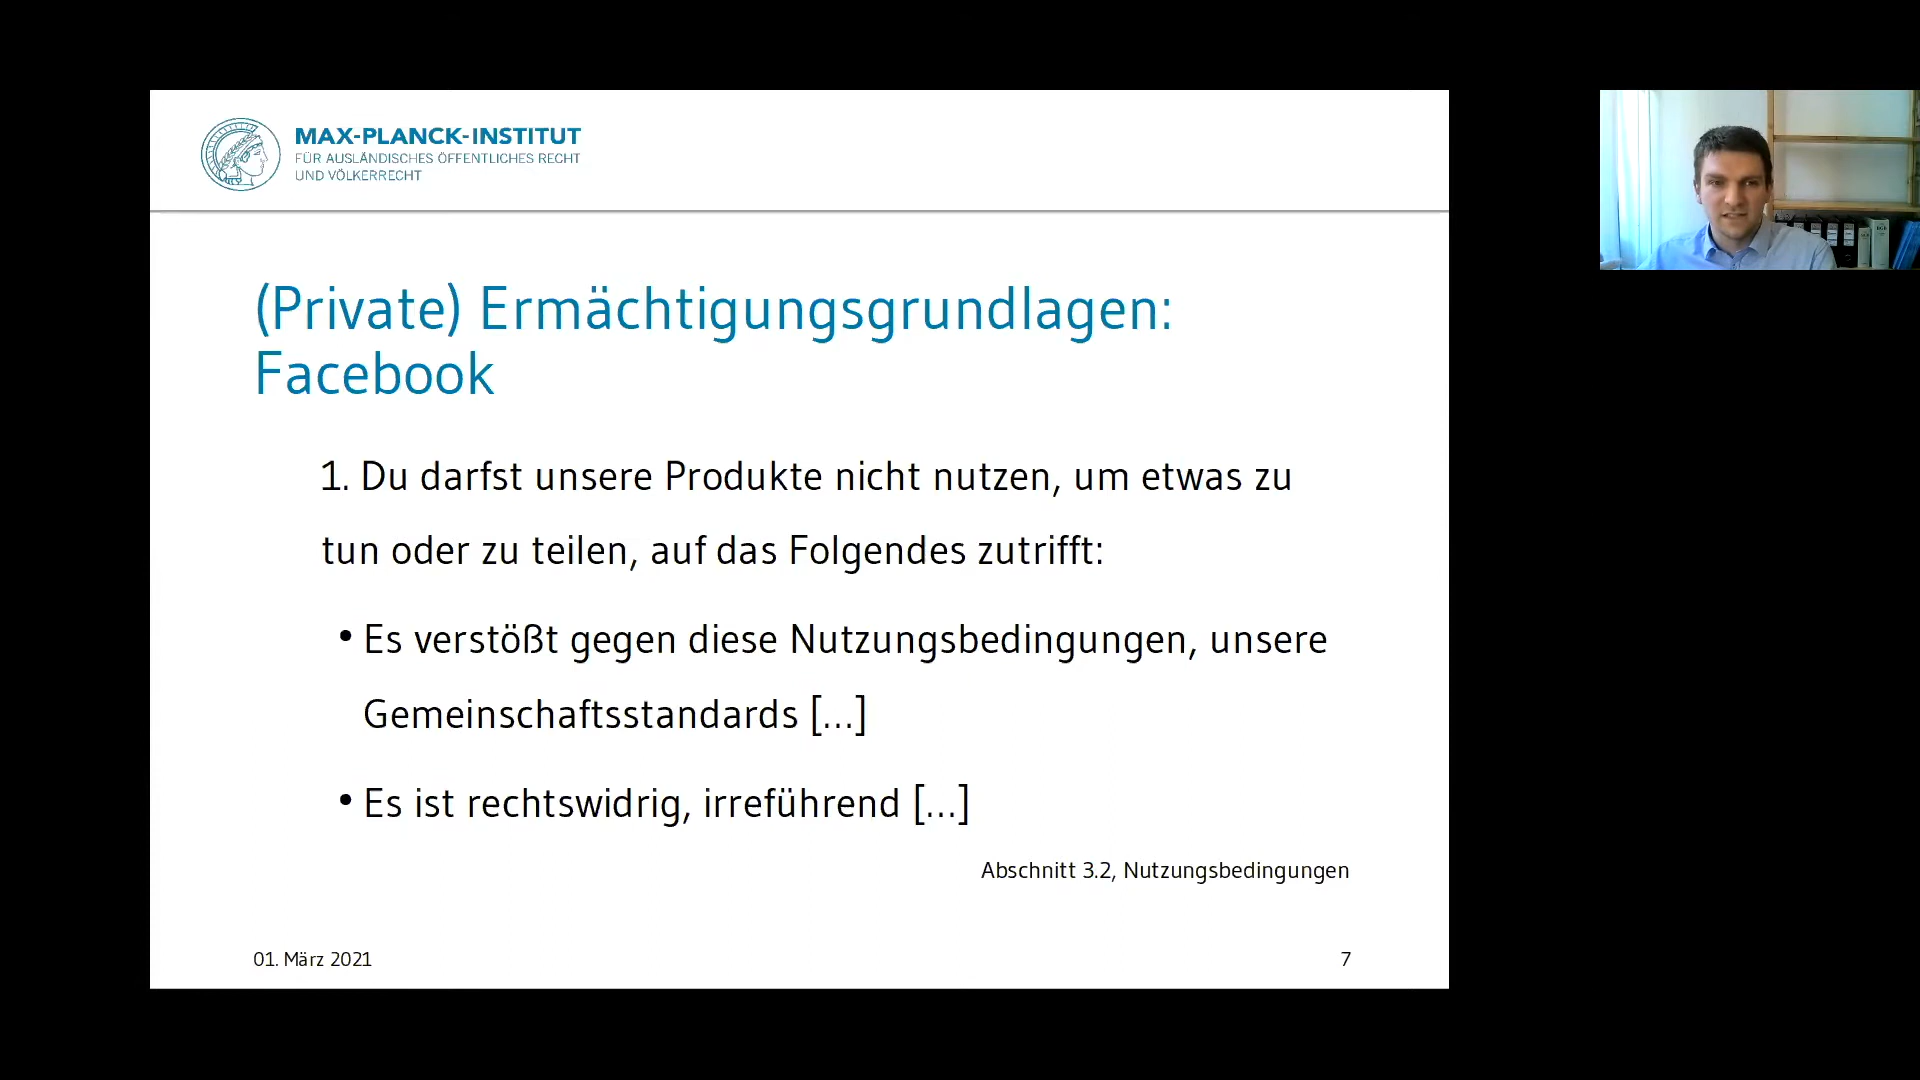 MAX-PLANCK-INSTITUT
FÜR AUSLÄNDISCHES ÖFFENTLICHES RECHT
UND VÖLKERRECHT
(Private) Ermächtigungsgrundlagen:
Facebook
1. Du darfst unsere Produkte nicht nutzen, um etwas zu
tun oder zu teilen, auf das Folgendes zutrifft:
• Es verstößt gegen diese Nutzungsbedingungen, unsere
Gemeinschaftsstandards […]
• Es ist rechtswidrig, irreführend […]
Abschnitt 3.2, Nutzungsbedingungen
01. März 2021
7